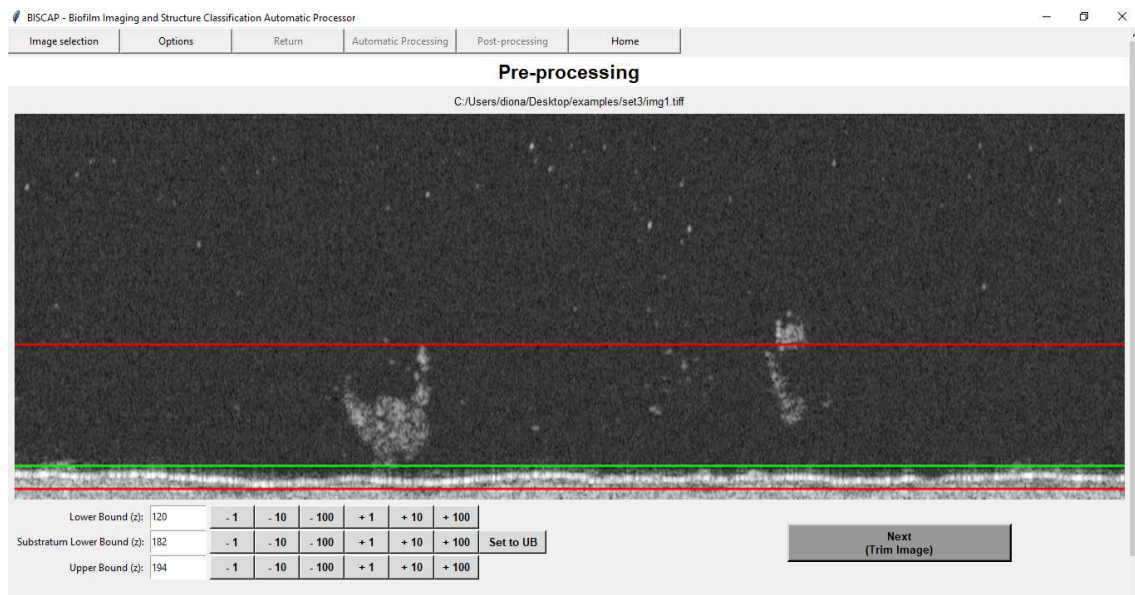 BISCAP - Biofilm Imaging and Structure Classification Automatic Processor
Image selection Options Return Automatic Processing Post-processing Home
Pre-processing
C:/Users/diona/Desktop/examples/set3/img1.tiff
Lower Bound (z): 120 - 1 - 10 - 100 + 1 + 10 + 100
Substratum Lower Bound (z): 182 - 1 - 10 - 100 + 1 + 10 + 100 Set to UB
Upper Bound (z): 194 - 1 - 10 - 100 + 1 + 10 + 100
Next
(Trim Image)